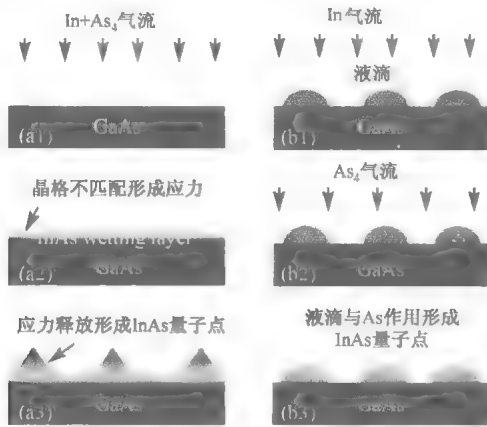 In+As₄气流
GaAs
(a1)
晶格不匹配形成应力
InAs wetting layer
(a2)
GaAs
应力释放形成InAs量子点
(a3)
GaAs
In气流
液滴
GaAs
(b1)
As₄气流
(b2)
GaAs
液滴与As作用形成
InAs量子点
(b3)
GaAs